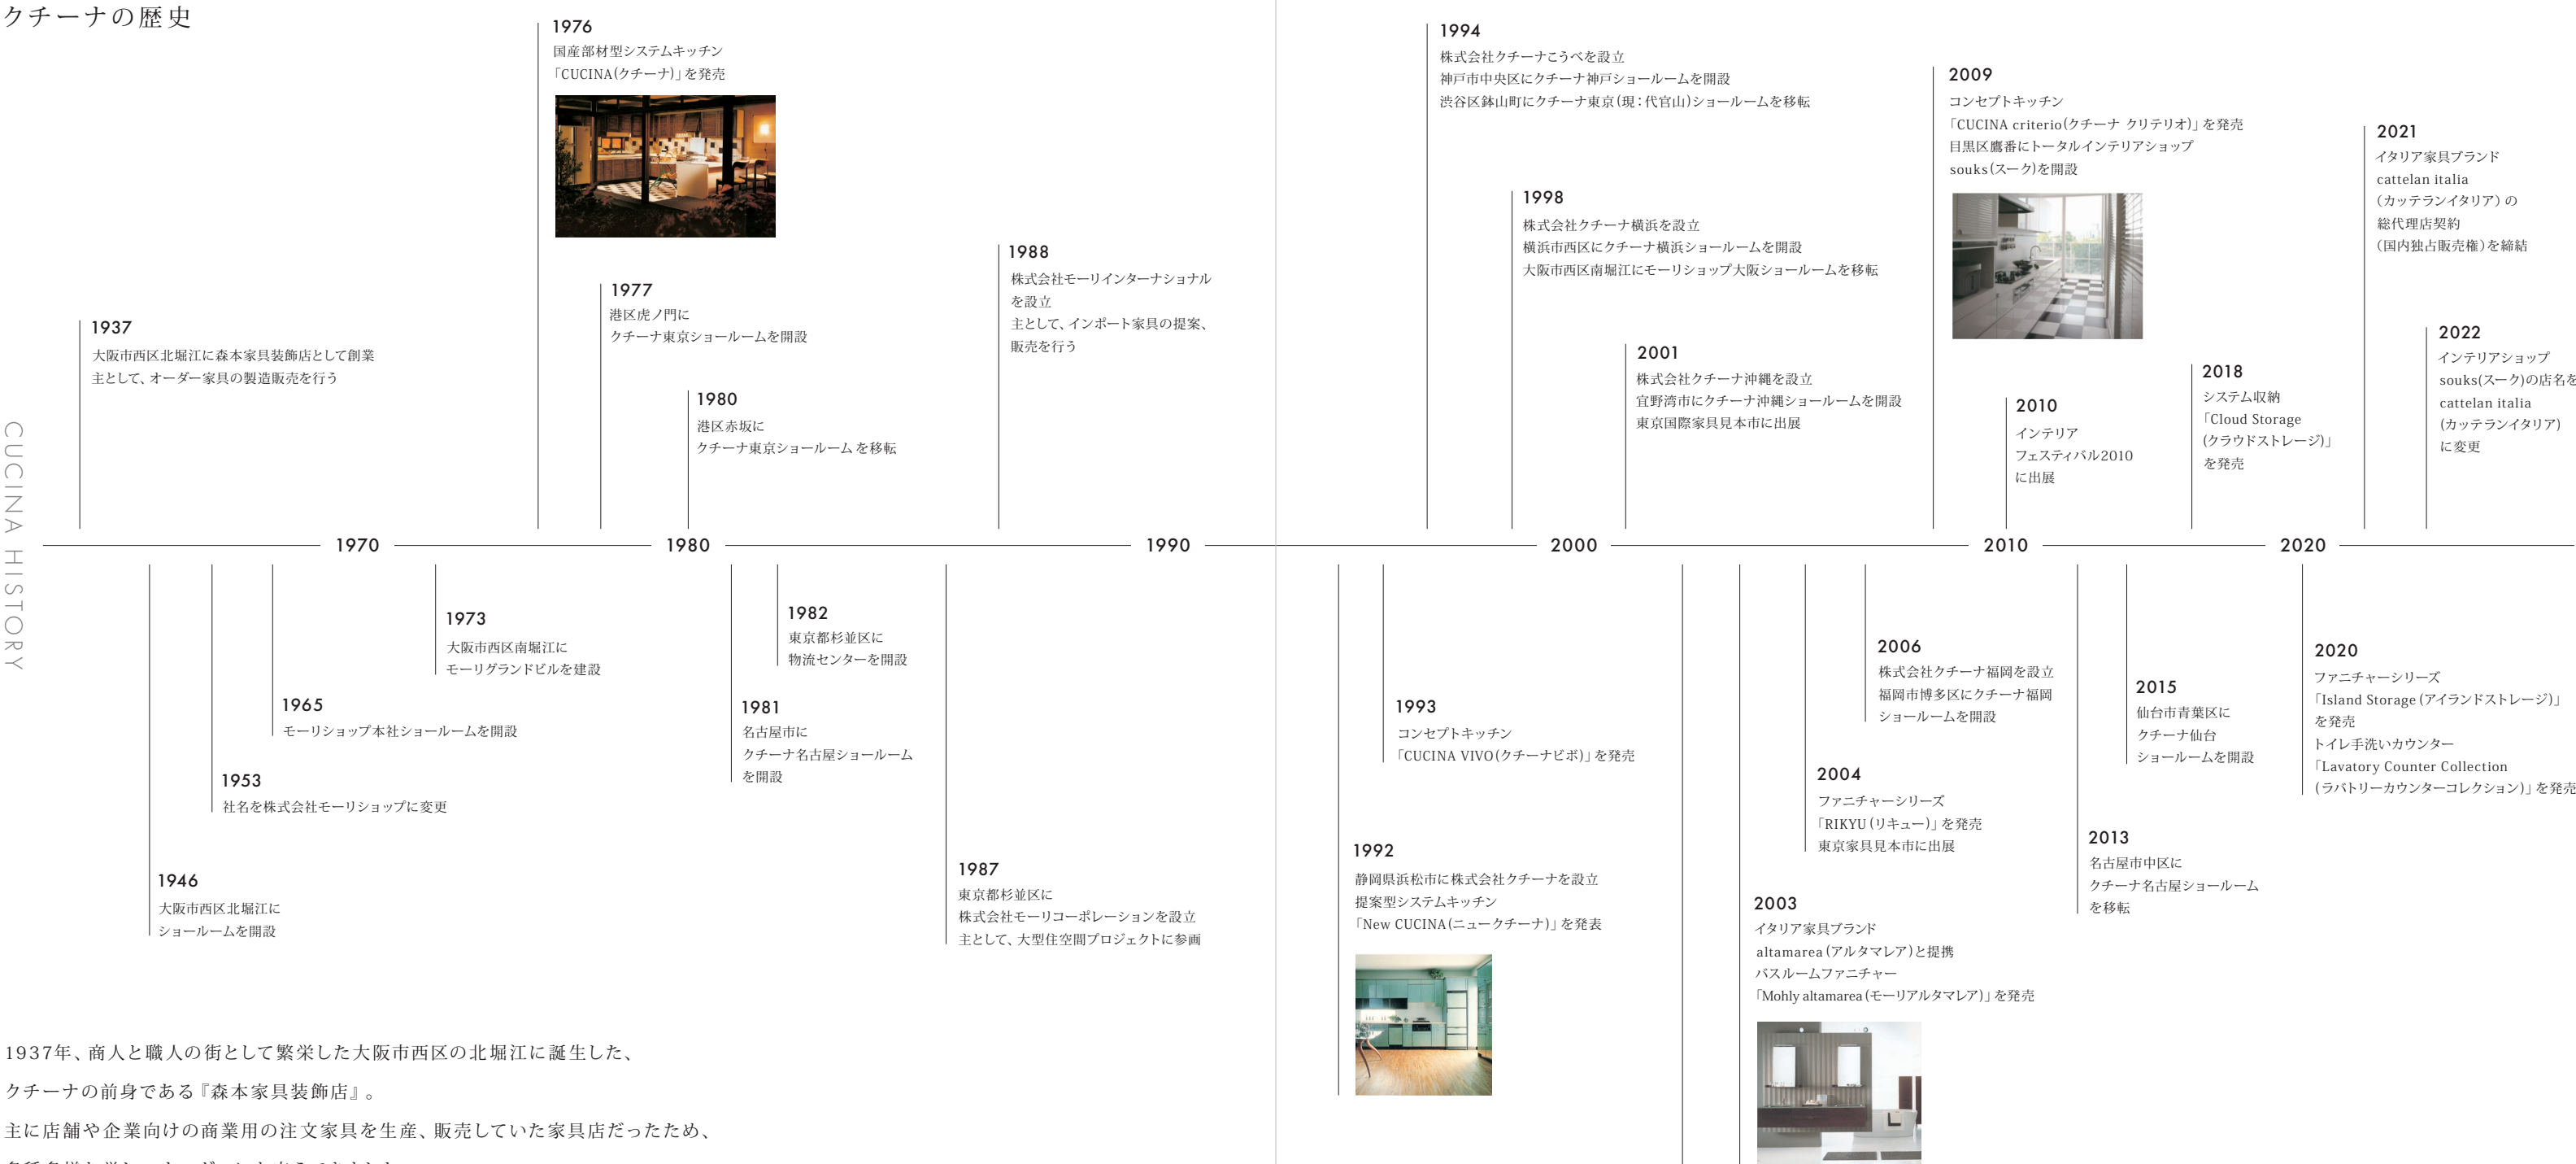 クチーナの歴史
CUCINA HISTORY
1937
大阪市西区北堀江に森本家具装飾店として創業
主として、オーダー家具の製造販売を行う
1946
大阪市西区北堀江に
ショールームを開設
1953
社名を株式会社モーリショップに変更
1965
モーリショップ本社ショールームを開設
1970
1973
大阪市西区南堀江に
モーリグランドビルを建設
1976
国産部材型システムキッチン
「CUCINA(クチーナ)」を発売
1977
港区虎ノ門に
クチーナ東京ショールームを開設
1980
港区赤坂に
クチーナ東京ショールーム を移転
1980
1981
名古屋市に
クチーナ名古屋ショールーム
を開設
1982
東京都杉並区に
物流センターを開設
1987
東京都杉並区に
株式会社モーリコーポレーションを設立
主として、大型住空間プロジェクトに参画
1988
株式会社モーリインターナショナル
を設立
主として、インポート家具の提案、
販売を行う
1990
1992
静岡県浜松市に株式会社クチーナを設立
提案型システムキッチン
「New CUCINA(ニュークチーナ)」を発表
1993
コンセプトキッチン
「CUCINA VIVO(クチーナビボ)」を発売
1994
株式会社クチーナこうべを設立
神戸市中央区にクチーナ神戸ショールームを開設
渋谷区鉢山町にクチーナ東京(現:代官山)ショールームを移転
1998
株式会社クチーナ横浜を設立
横浜市西区にクチーナ横浜ショールームを開設
大阪市西区南堀江にモーリショップ大阪ショールームを移転
2000
2001
株式会社クチーナ沖縄を設立
宜野湾市にクチーナ沖縄ショールームを開設
東京国際家具見本市に出展
2003
イタリア家具ブランド
altamarea(アルタマレア)と提携
バスルームファニチャー
「Mohly altamarea(モーリアルタマレア)」を発売
2004
ファニチャーシリーズ
「RIKYU(リキュー)」を発売
東京家具見本市に出展
2006
株式会社クチーナ福岡を設立
福岡市博多区にクチーナ福岡
ショールームを開設
2009
コンセプトキッチン
「CUCINA criterio(クチーナ クリテリオ)」を発売
目黒区鷹番にトータルインテリアショップ
souks(スーク)を開設
2010
インテリア
フェスティバル2010
に出展
2010
2013
名古屋市中区に
クチーナ名古屋ショールーム
を移転
2015
仙台市青葉区に
クチーナ仙台
ショールームを開設
2018
システム収納
「Cloud Storage
(クラウドストレージ)」
を発売
2020
2020
ファニチャーシリーズ
「Island Storage(アイランドストレージ)」
を発売
トイレ手洗いカウンター
「Lavatory Counter Collection
(ラバトリーカウンターコレクション)」を発売
2021
イタリア家具ブランド
cattelan italia
(カッテランイタリア) の
総代理店契約
(国内独占販売権)を締結
2022
インテリアショップ
souks(スーク)の店名を
cattelan italia
(カッテランイタリア)
に変更
1937年、商人と職人の街として繁栄した大阪市西区の北堀江に誕生した、
クチーナの前身である『森本家具装飾店』。
主に店舗や企業向けの商業用の注文家具を生産、販売していた家具店だったため、